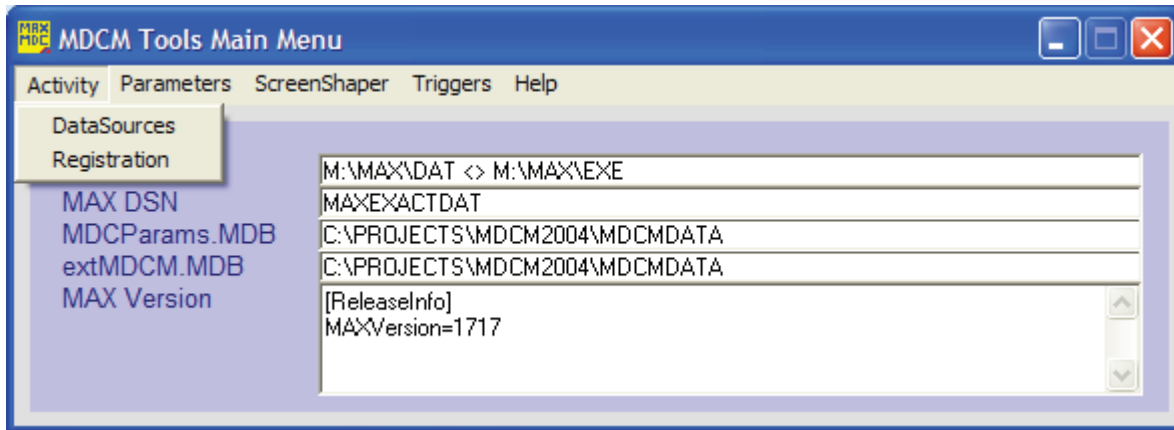 MAX MDC MDCM Tools Main Menu
Activity Parameters ScreenShaper Triggers Help
DataSources
Registration
M:\MAX\DAT <> M:\MAX\EXE
MAX DSN MAXEXACTDAT
MDCParams.MDB C:\PROJECTS\MDCM2004\MDCMDATA
extMDCM.MDB C:\PROJECTS\MDCM2004\MDCMDATA
MAX Version [ReleaseInfo]
MAXVersion=1717